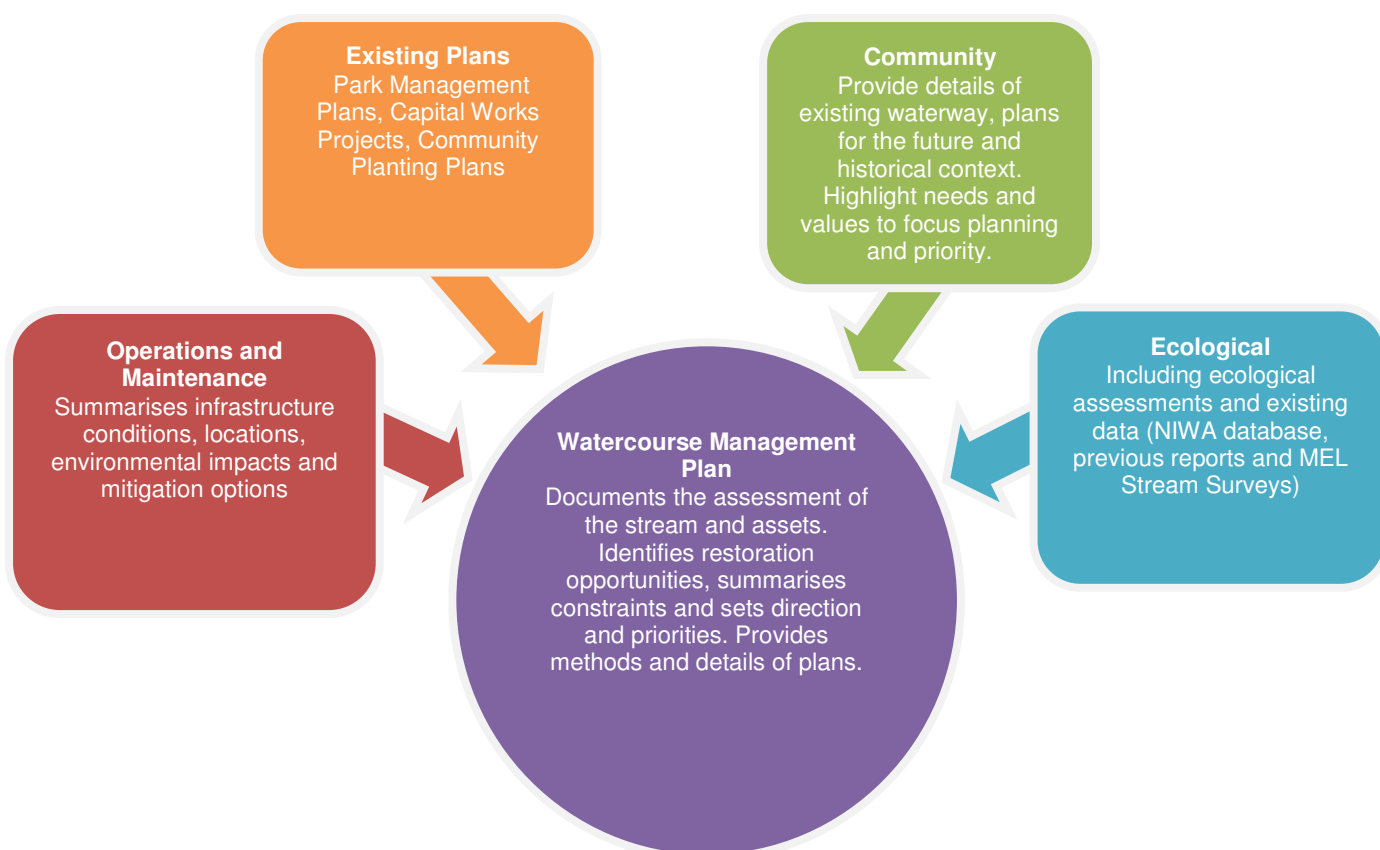 Existing Plans
Park Management
Plans, Capital Works
Projects, Community
Planting Plans
Community
Provide details of
existing waterway, plans
for the future and
historical context.
Highlight needs and
values to focus planning
and priority.
Operations and
Maintenance
Summarises infrastructure
conditions, locations,
environmental impacts and
mitigation options
Ecological
Including ecological
assessments and existing
data (NIWA database,
previous reports and MEL
Stream Surveys)
Watercourse Management
Plan
Documents the assessment of
the stream and assets.
Identifies restoration
opportunities, summarises
constraints and sets direction
and priorities. Provides
methods and details of plans.